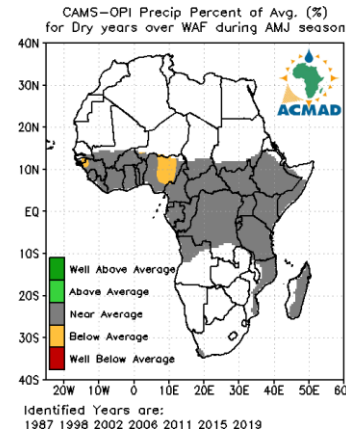 CAMS-OPI Precip Percent of Avg. (%)
for Dry years over WAF during AMJ season
40N
30N
20N
10N
EQ
10S
20S
30S
40S
ACMAD
Well Above Average
Above Average
Near Average
Below Average
Well Below Average
20W 10W 0 10E 20E 30E 40E 50E 60
Identified Years are:
1987 1998 2002 2006 2011 2015 2019